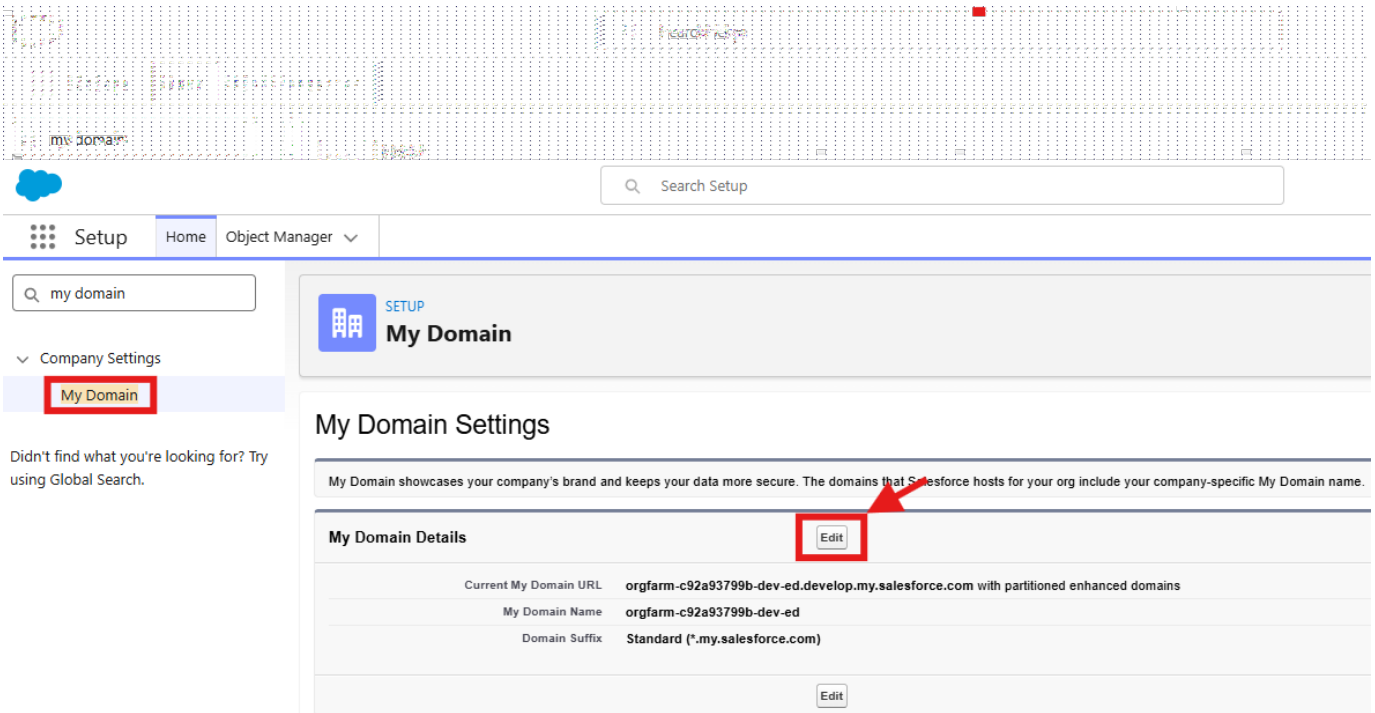 my domain
Search Setup
Setup Home Object Manager
my domain
SETUP
My Domain
Company Settings
My Domain
Didn't find what you're looking for? Try
using Global Search.
My Domain Settings
My Domain showcases your company's brand and keeps your data more secure. The domains that Salesforce hosts for your org include your company-specific My Domain name.
My Domain Details Edit
Current My Domain URL orgfarm-c92a93799b-dev-ed.develop.my.salesforce.com with partitioned enhanced domains
My Domain Name orgfarm-c92a93799b-dev-ed
Domain Suffix Standard (*.my.salesforce.com)
Edit